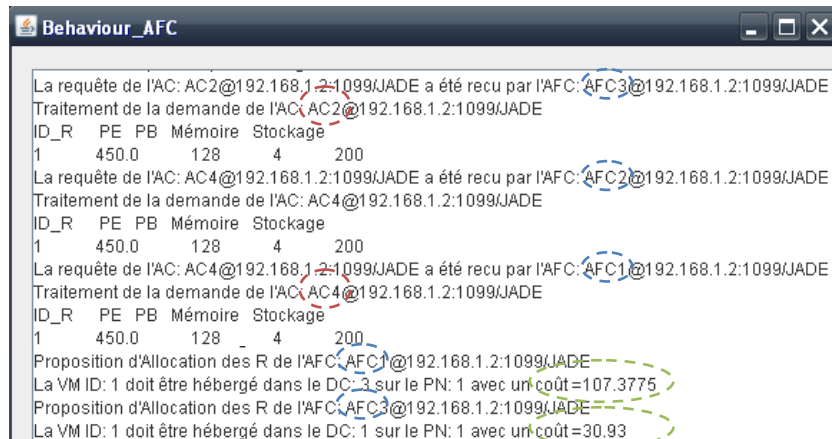 Behaviour_AFC
La requête de l'AC: AC2@192.168.1.2:1099/JADE a été recu par l'AFC: AFC3@192.168.1.2:1099/JADE
Traitement de la demande de l'AC: AC2@192.168.1.2:1099/JADE
ID_R PE PB Mémoire Stockage
1 450.0 128 4 200
La requête de l'AC: AC4@192.168.1.2:1099/JADE a été recu par l'AFC: AFC2@192.168.1.2:1099/JADE
Traitement de la demande de l'AC: AC4@192.168.1.2:1099/JADE
ID_R PE PB Mémoire Stockage
1 450.0 128 4 200
La requête de l'AC: AC4@192.168.1.2:1099/JADE a été recu par l'AFC: AFC1@192.168.1.2:1099/JADE
Traitement de la demande de l'AC: AC4@192.168.1.2:1099/JADE
ID_R PE PB Mémoire Stockage
1 450.0 128 _ 4 200
Proposition d'Allocation des R de l'AFC: AFC1@192.168.1.2:1099/JADE
La VM ID: 1 doit être hébergé dans le DC: 3 sur le PN: 1 avec un coût=107.3775
Proposition d'Allocation des R de l'AFC: AFC3@192.168.1.2:1099/JADE
La VM ID: 1 doit être hébergé dans le DC: 1 sur le PN: 1 avec un coût=30.93